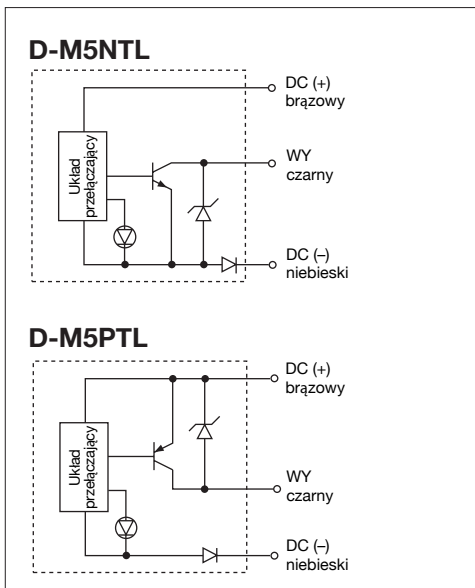 D-M5NTL
DC (+)
brązowy
Układ
przełączający
WY
czarny
DC (–)
niebieski
D-M5PTL
DC (+)
brązowy
Układ
przełączający
WY
czarny
DC (–)
niebieski